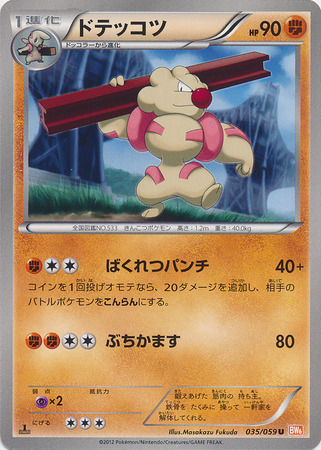 1進化
ドテッコツ
HP90
ドッコラーから進化
全国図鑑NO.533 きんこつポケモン 高さ：1.2m 重さ：40.0kg
ばくれつパンチ 40+
コインを1回投げオモテなら、20ダメージを追加し、相手の
バトルポケモンをこんらんにする。
ぶちかます 80
弱点 抵抗力
×2
にげる
鍛えあげた 筋肉の 持ち主。
鉄骨を たくみに 操って 一軒家を
解体していく。
Illus.Masakazu Fukuda
BW6 035/059 U
©2012 Pokémon/Nintendo/Creatures/GAME FREAK.